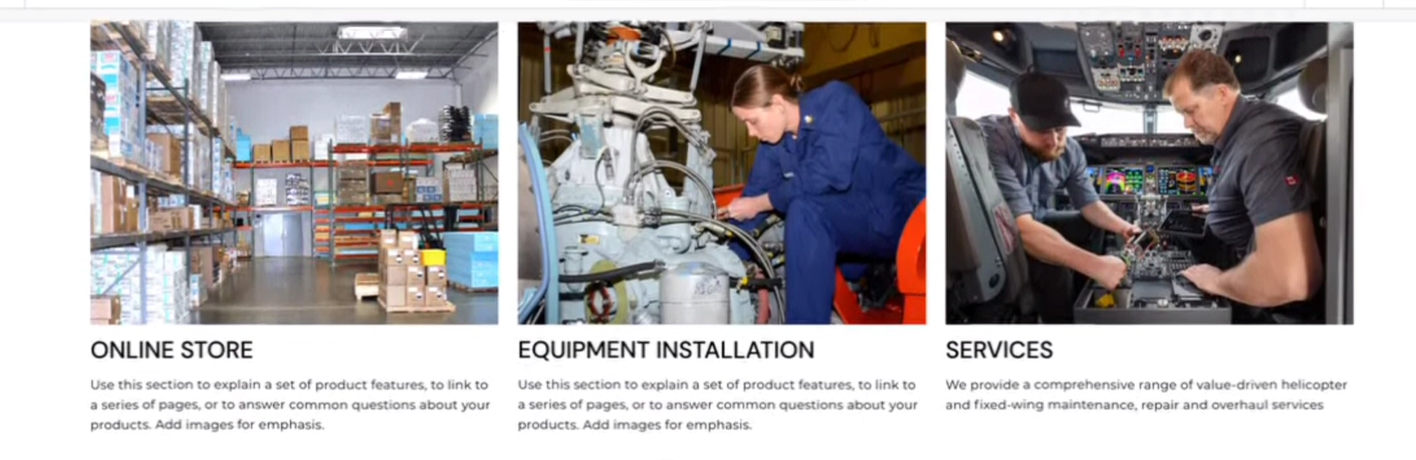 ONLINE STORE
Use this section to explain a set of product features, to link to
a series of pages, or to answer common questions about your
products. Add images for emphasis.
EQUIPMENT INSTALLATION
Use this section to explain a set of product features, to link to
a series of pages, or to answer common questions about your
products. Add images for emphasis.
SERVICES
We provide a comprehensive range of value-driven helicopter
and fixed-wing maintenance, repair and overhaul services